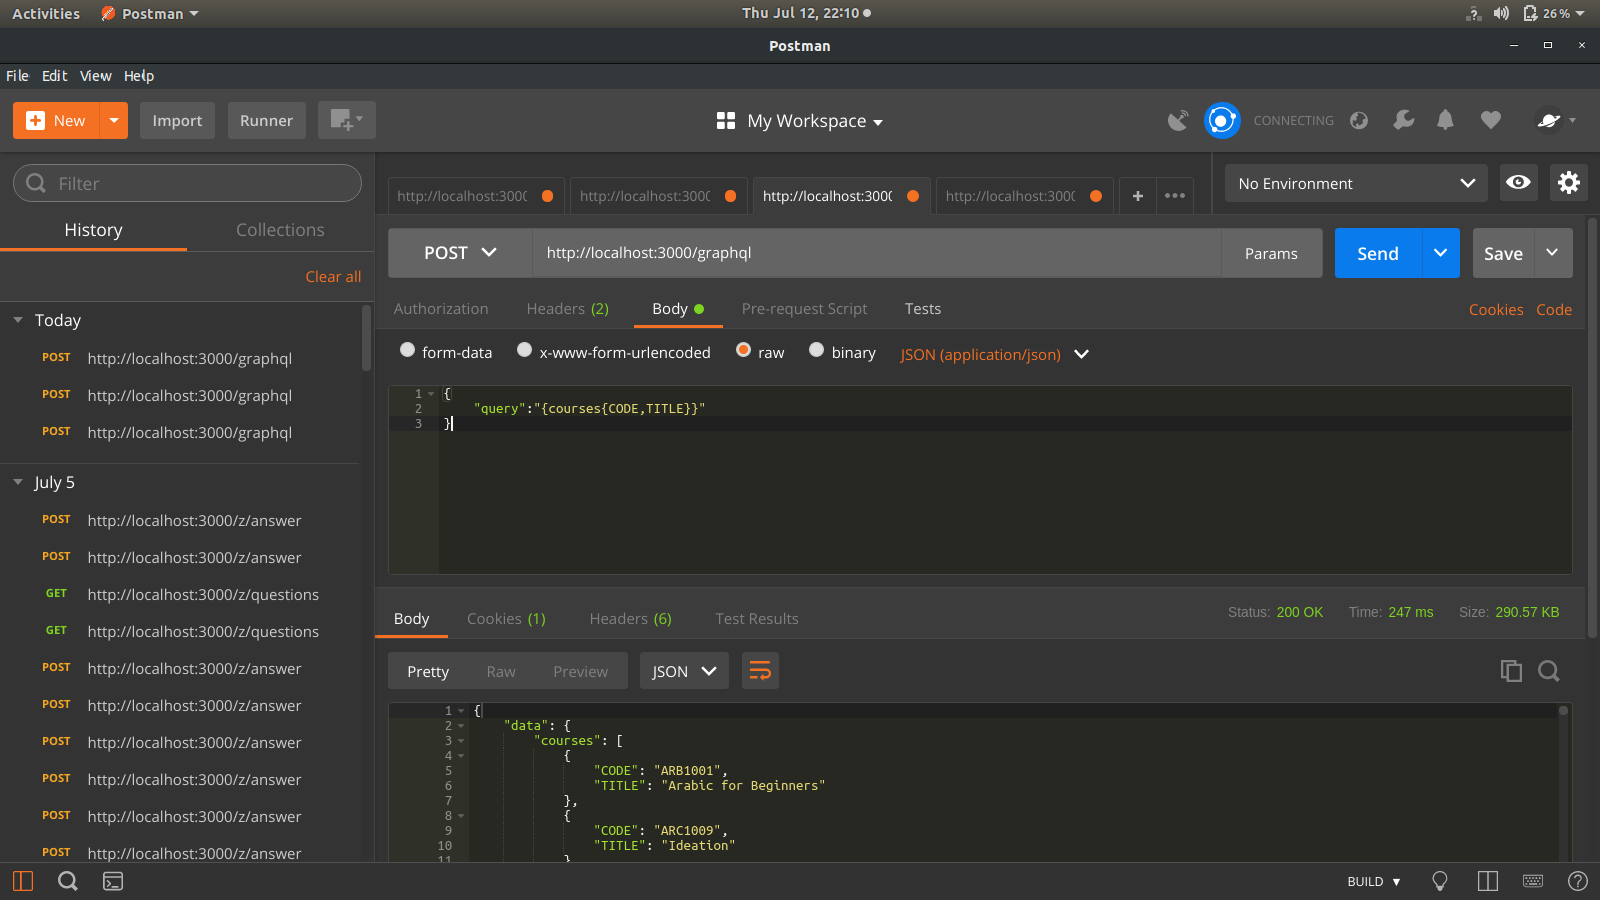 Activities Postman Thu Jul 12, 22:10 ? 26 %
Postman
File Edit View Help
New Import Runner My Workspace CONNECTING
Filter
History Collections
Clear all
Today
POST http://localhost:3000/graphql
POST http://localhost:3000/graphql
POST http://localhost:3000/graphql
July 5
POST http://localhost:3000/z/answer
POST http://localhost:3000/z/answer
GET http://localhost:3000/z/questions
GET http://localhost:3000/z/questions
POST http://localhost:3000/z/answer
POST http://localhost:3000/z/answer
POST http://localhost:3000/z/answer
POST http://localhost:3000/z/answer
POST http://localhost:3000/z/answer
POST http://localhost:3000/z/answer
http://localhost:3000 http://localhost:3000 http://localhost:3000 http://localhost:3000 + ••• No Environment
POST http://localhost:3000/graphql Params Send Save
Authorization Headers (2) Body Pre-request Script Tests Cookies Code
form-data x-www-form-urlencoded raw binary JSON (application/json)
1 {
2 "query":"{courses{CODE,TITLE}}"
3 }
Body Cookies (1) Headers (6) Test Results Status: 200 OK Time: 247 ms Size: 290.57 KB
Pretty Raw Preview JSON
1 {
2 "data": {
3 "courses": [
4 {
5 "CODE": "ARB1001",
6 "TITLE": "Arabic for Beginners"
7 },
8 {
9 "CODE": "ARC1009",
10 "TITLE": "Ideation"
11 }
BUILD ?